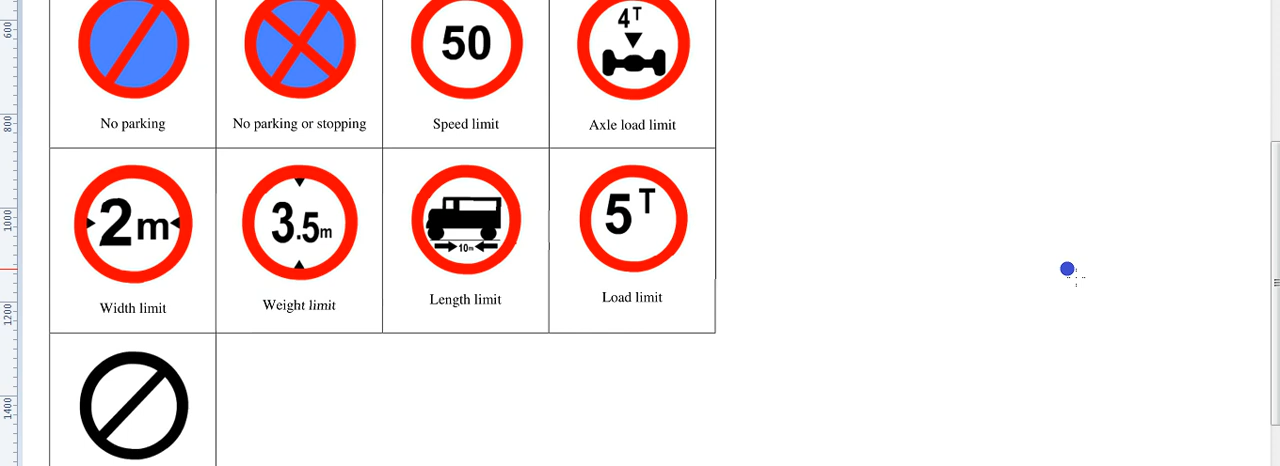 600
800
1000
1200
1400
50
4T
No parking
No parking or stopping
Speed limit
Axle load limit
2m
3.5m
10m
5T
Width limit
Weight limit
Length limit
Load limit